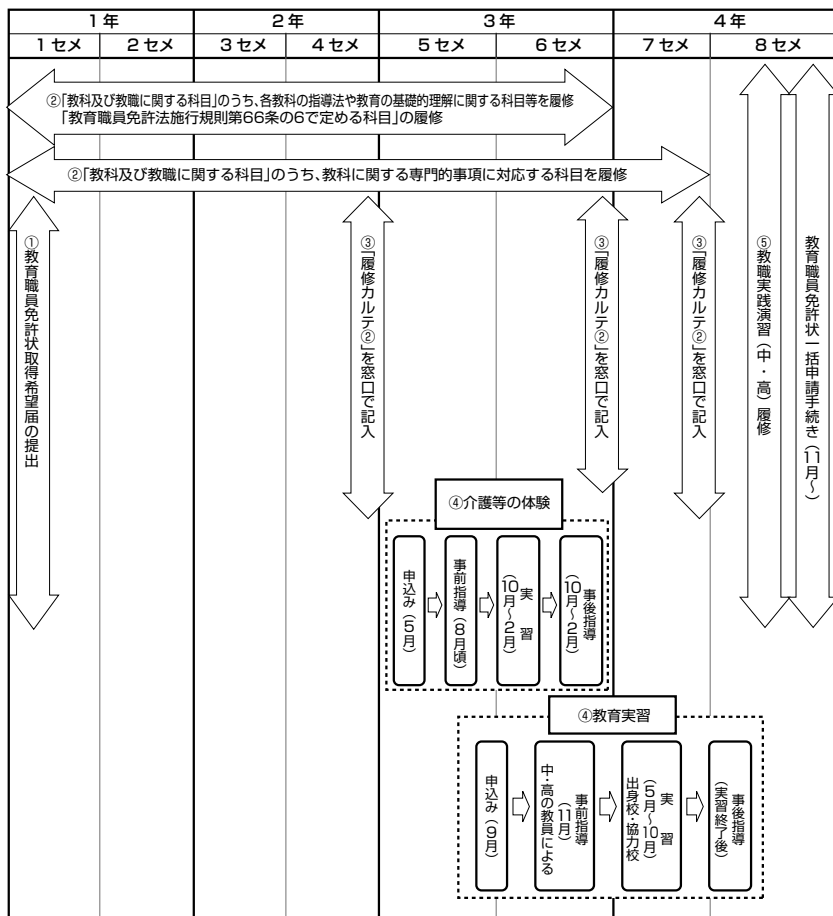 1年
2年
3年
4年
1セメ
2セメ
3セメ
4セメ
5セメ
6セメ
7セメ
8セメ
②「教科及び教職に関する科目」のうち、各教科の指導法や教育の基礎的理解に関する科目等を履修
「教育職員免許法施行規則第66条の6で定める科目」の履修
②「教科及び教職に関する科目」のうち、教科に関する専門的事項に対応する科目を履修
①教育職員免許状取得希望届の提出
③「履修カルテ②」を窓口で記入
③「履修カルテ②」を窓口で記入
③「履修カルテ②」を窓口で記入
⑤教職実践演習(中・高)履修
教育職員免許状一括申請手続き(11月〜)
④介護等の体験
申込み(5月)
事前指導(8月頃)
実習
(10月〜2月)
事後指導
(10月〜2月)
④教育実習
申込み(9月)
事前指導
(11月)
中・高の教員による
実習
(5月〜10月)
出身校・協力校
事後指導
(実習終了後)